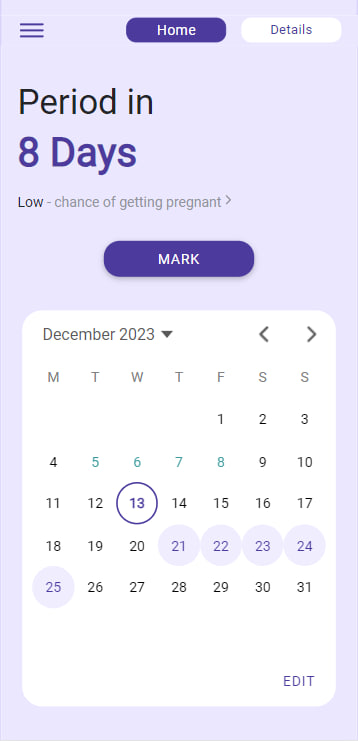 Home Details
Period in
8 Days
Low - chance of getting pregnant
MARK
December 2023
M T W T F S S
1 2 3
4 5 6 7 8 9 10
11 12 13 14 15 16 17
18 19 20 21 22 23 24
25 26 27 28 29 30 31
EDIT